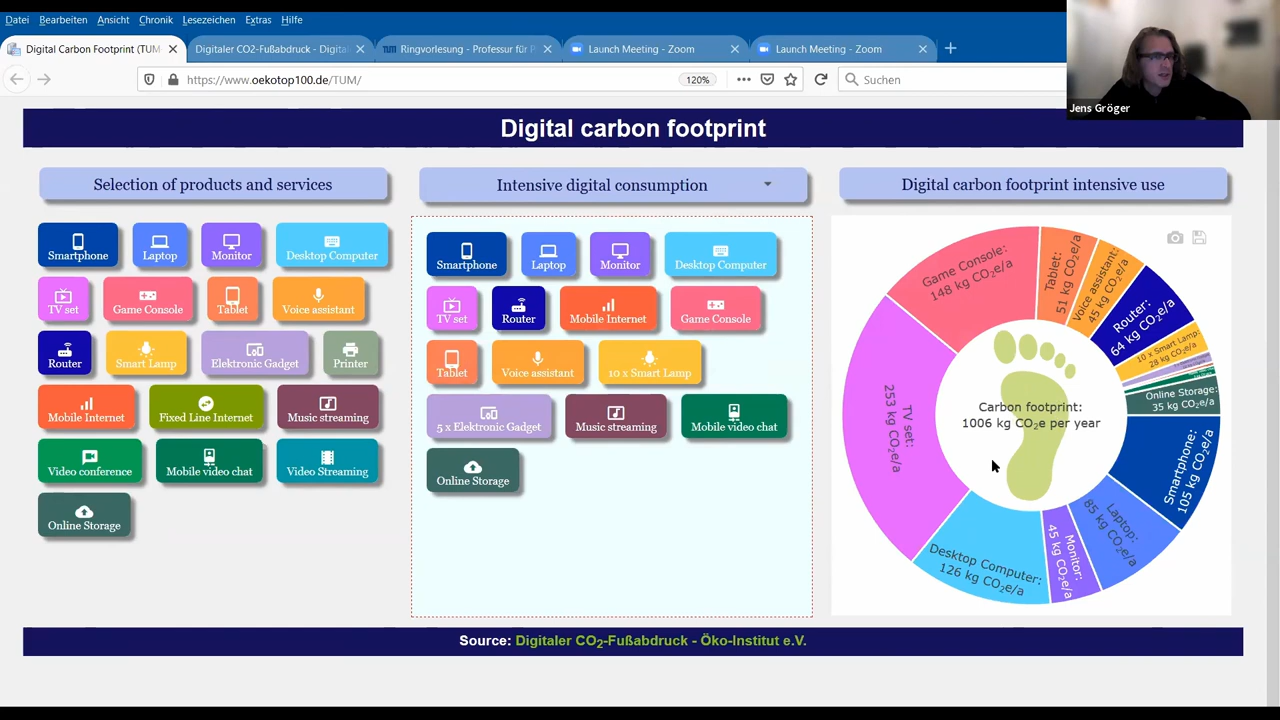 Datei Bearbeiten Ansicht Chronik Lesezeichen Extras Hilfe
Digital Carbon Footprint (TUM
Digitaler CO2-Fußabdruck - Digital
TUM Ringvorlesung - Professur für P
Launch Meeting - Zoom
Launch Meeting - Zoom
https://www.oekotop100.de/TUM/
120%
Suchen
Jens Gröger
Digital carbon footprint
Selection of products and services
Smartphone
Laptop
Monitor
Desktop Computer
TV set
Game Console
Tablet
Voice assistant
Router
Smart Lamp
Elektronic Gadget
Printer
Mobile Internet
Fixed Line Internet
Music streaming
Video conference
Mobile video chat
Video Streaming
Online Storage
Intensive digital consumption
Smartphone
Laptop
Monitor
Desktop Computer
TV set
Router
Mobile Internet
Game Console
Tablet
Voice assistant
10 x Smart Lamp
5 x Elektronic Gadget
Music streaming
Mobile video chat
Online Storage
Digital carbon footprint intensive use
Game Console:
148 kg CO₂e/a
Tablet:
51 kg CO₂e/a
Voice assistant:
45 kg CO₂e/a
Router:
64 kg CO₂e/a
10 x Smart Lamp:
28 kg CO₂e/a
Online Storage:
35 kg CO₂e/a
Smartphone:
105 kg CO₂e/a
Laptop:
85 kg CO₂e/a
Monitor:
45 kg CO₂e/a
Desktop Computer:
126 kg CO₂e/a
TV set:
253 kg CO₂e/a
Carbon footprint:
1006 kg CO₂e per year
Source: Digitaler CO₂-Fußabdruck - Öko-Institut e.V.